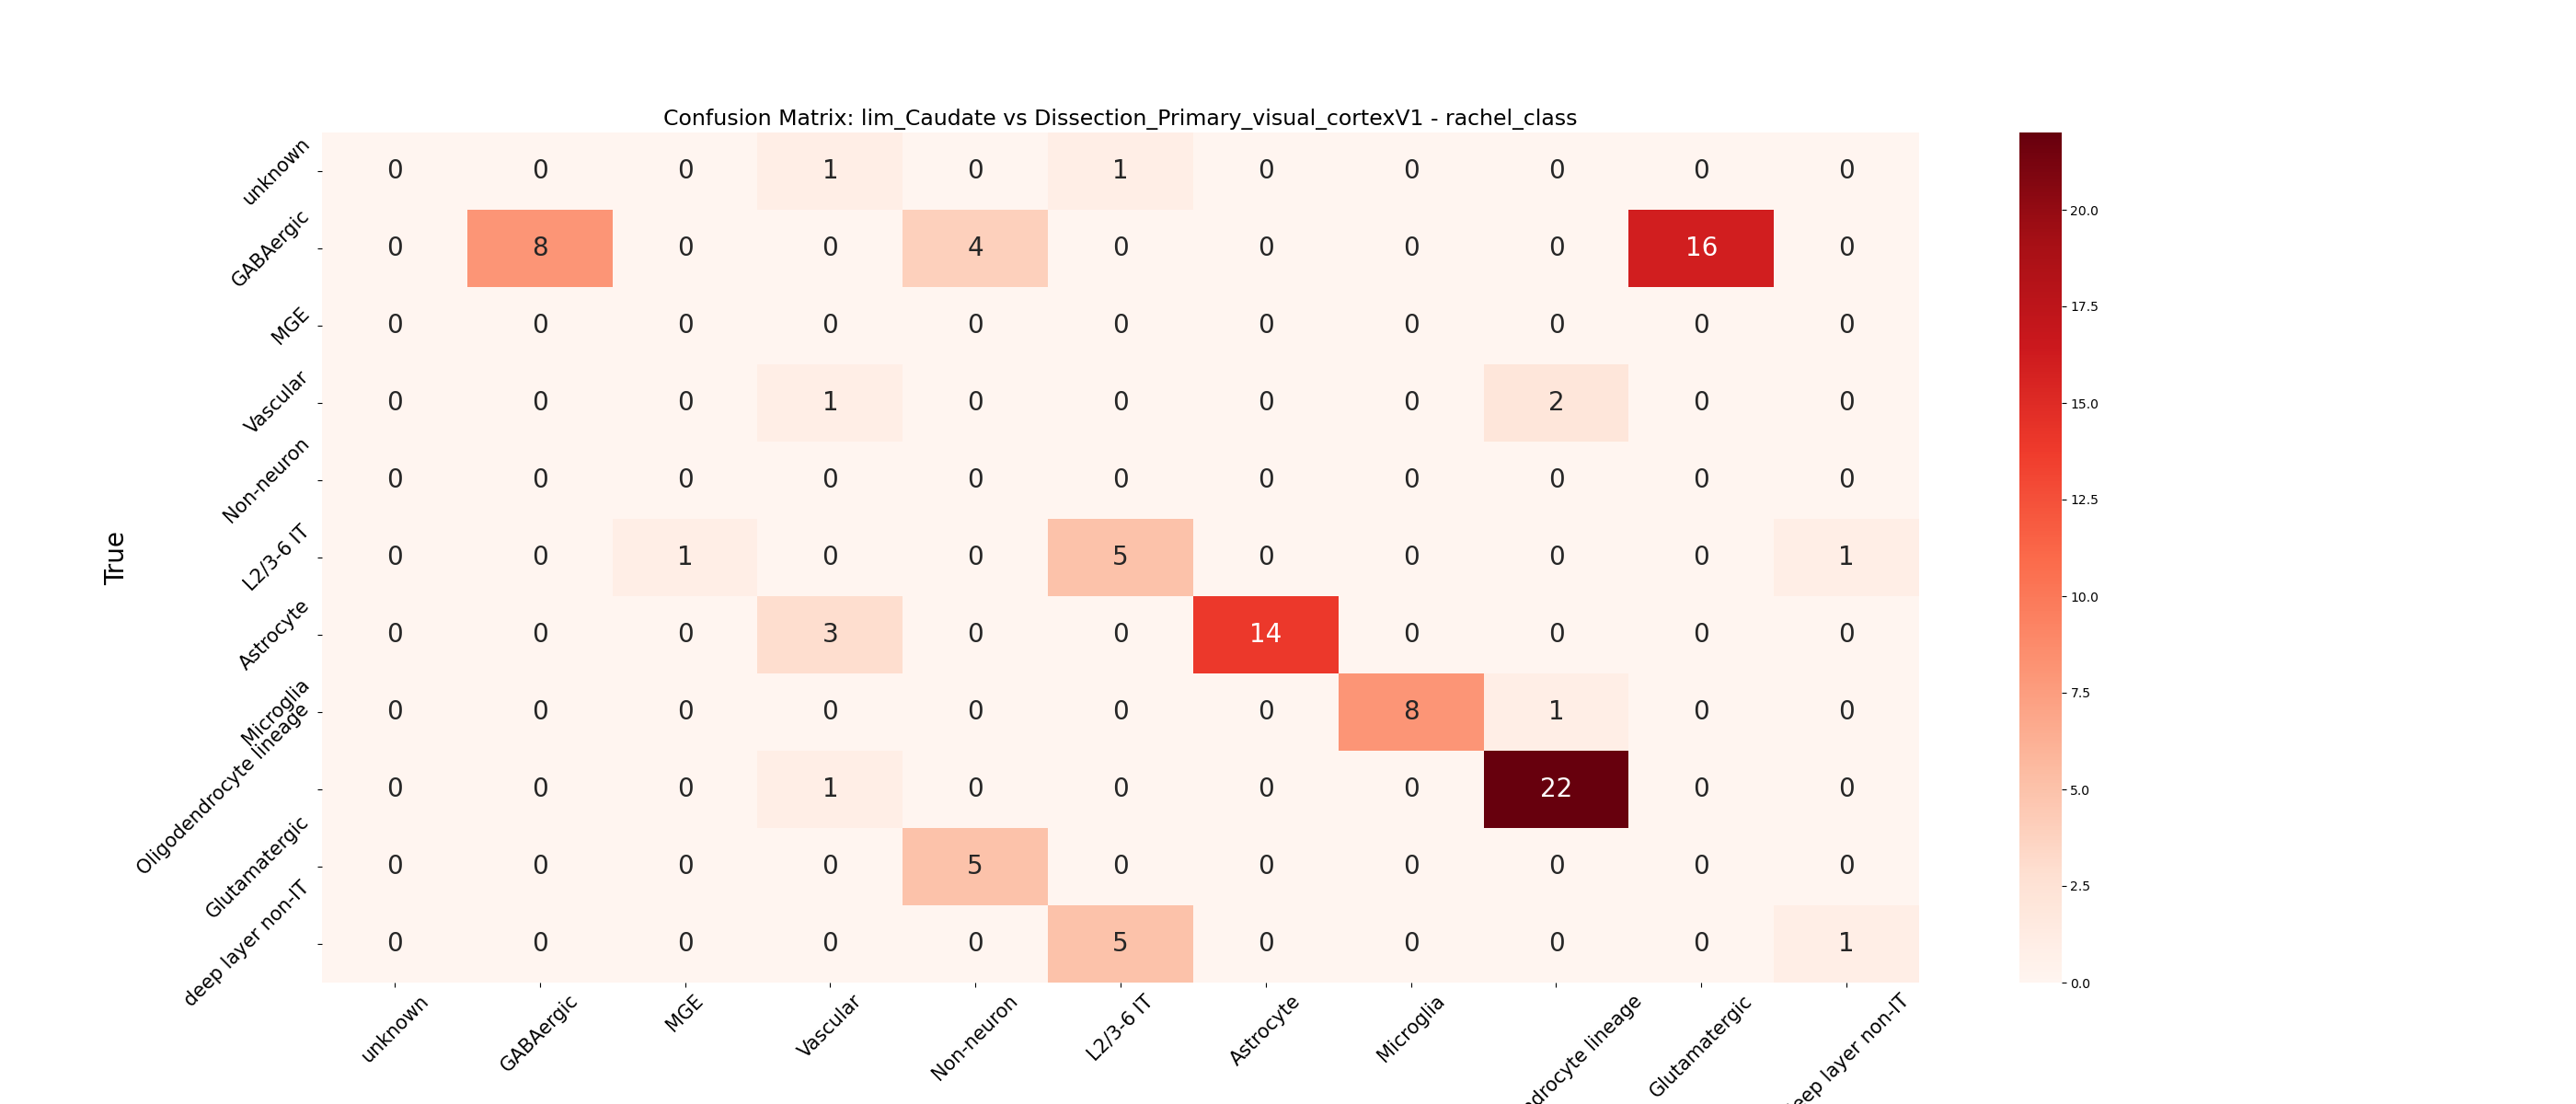 Confusion Matrix: lim_Caudate vs Dissection_Primary_visual_cortexV1 - rachel_class
unknown 0 0 0 1 0 1 0 0 0 0 0
GABAergic 0 8 0 0 4 0 0 0 0 16 0
MGE 0 0 0 0 0 0 0 0 0 0 0
Vascular 0 0 0 1 0 0 0 0 2 0 0
Non-neuron 0 0 0 0 0 0 0 0 0 0 0
L2/3-6 IT 0 0 1 0 0 5 0 0 0 0 1
Astrocyte 0 0 0 3 0 0 14 0 0 0 0
Microglia 0 0 0 0 0 0 0 8 1 0 0
Oligodendrocyte lineage 0 0 0 1 0 0 0 0 22 0 0
Glutamatergic 0 0 0 0 5 0 0 0 0 0 0
deep layer non-IT 0 0 0 0 0 5 0 0 0 0 1
True
unknown GABAergic MGE Vascular Non-neuron L2/3-6 IT Astrocyte Microglia lineage Glutamatergic layer non-IT
20.0
17.5
15.0
12.5
10.0
7.5
5.0
2.5
0.0